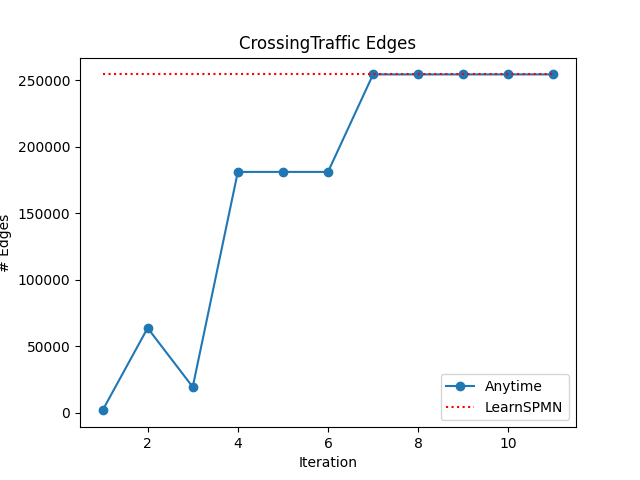 CrossingTraffic Edges
250000
200000
150000
100000
50000
0
# Edges
2
4
6
8
10
Iteration
Anytime
LearnSPMN